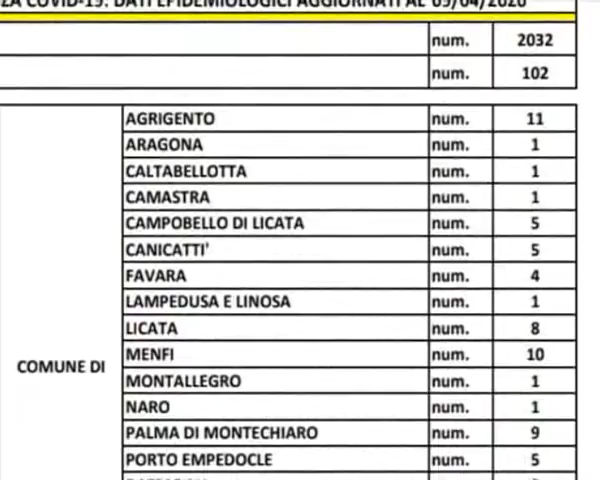 ZA COVID-19: DATI EPIDEMIOLOGICI AGGIORNATI AL 09/04/2020
num. 2032
num. 102
AGRIGENTO num. 11
ARAGONA num. 1
CALTABELLOTTA num. 1
CAMASTRA num. 1
CAMPOBELLO DI LICATA num. 5
CANICATTI' num. 5
FAVARA num. 4
LAMPEDUSA E LINOSA num. 1
LICATA num. 8
MENFI num. 10
COMUNE DI
MONTALLEGRO num. 1
NARO num. 1
PALMA DI MONTECHIARO num. 9
PORTO EMPEDOCLE num. 5